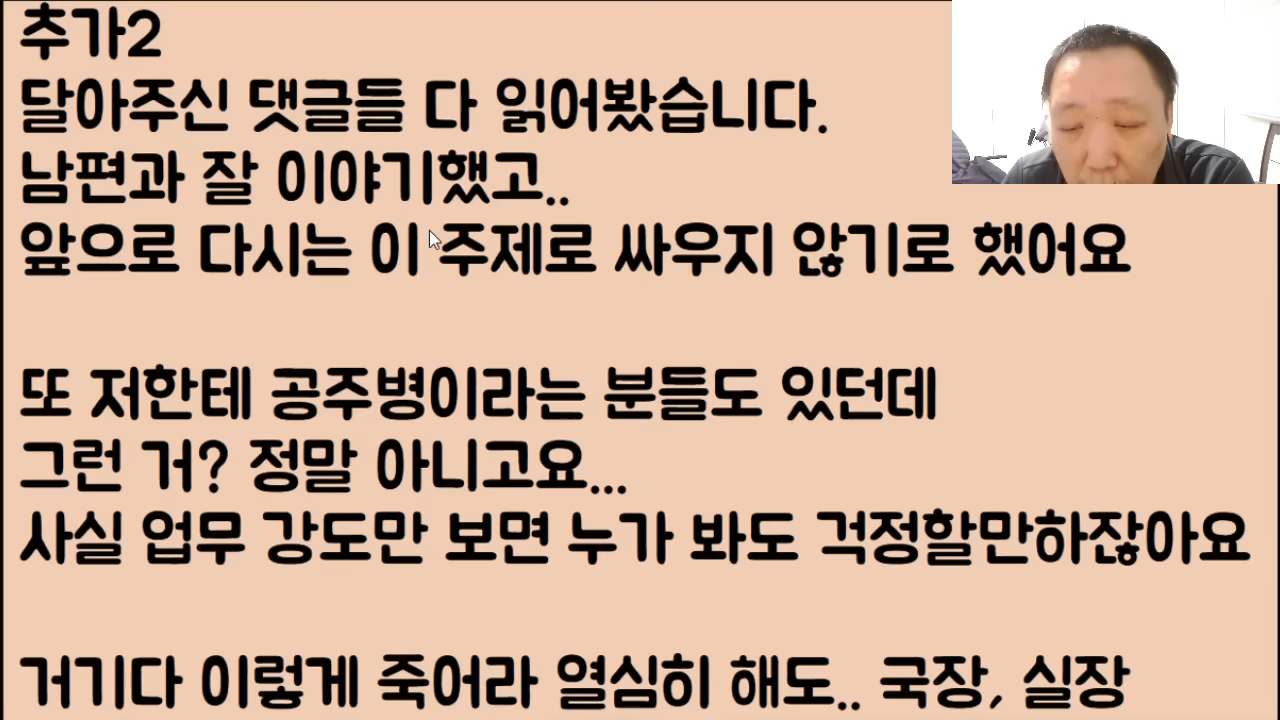 추가2
달아주신 댓글들 다 읽어봤습니다.
남편과 잘 이야기했고..
앞으로 다시는 이 주제로 싸우지 않기로 했어요
또 저한테 공주병이라는 분들도 있던데
그런 거? 정말 아니고요...
사실 업무 강도만 보면 누가 봐도 걱정할만하잖아요
거기다 이렇게 죽어라 열심히 해도.. 국장, 실장